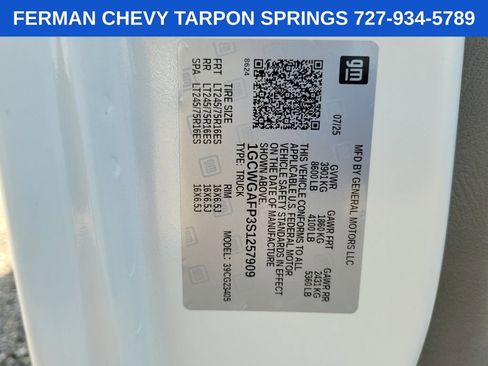 FERMAN CHEVY TARPON SPRINGS 727-934-5789
gm
MFD BY GENERAL MOTORS LLC
07/25
GVWR
3901 KG
8600 LB
GAWR FRT
1860 KG
4100 LB
GAWR RR
2431 KG
5360 LB
8624
THIS VEHICLE CONFORMS TO ALL
APPLICABLE U.S. FEDERAL MOTOR
VEHICLE SAFETY STANDARDS IN EFFECT
ON THE DATE OF MANUFACTURE
SHOWN ABOVE.
1GCWGAFP3S1257909
TYPE: TRUCK
MODEL: 39CG23405
TIRE SIZE
RIM
FRT LT245/75R16ES 16X6.5J
RR LT245/75R16ES 16X6.5J
SPA LT245/75R16ES 16X6.5J